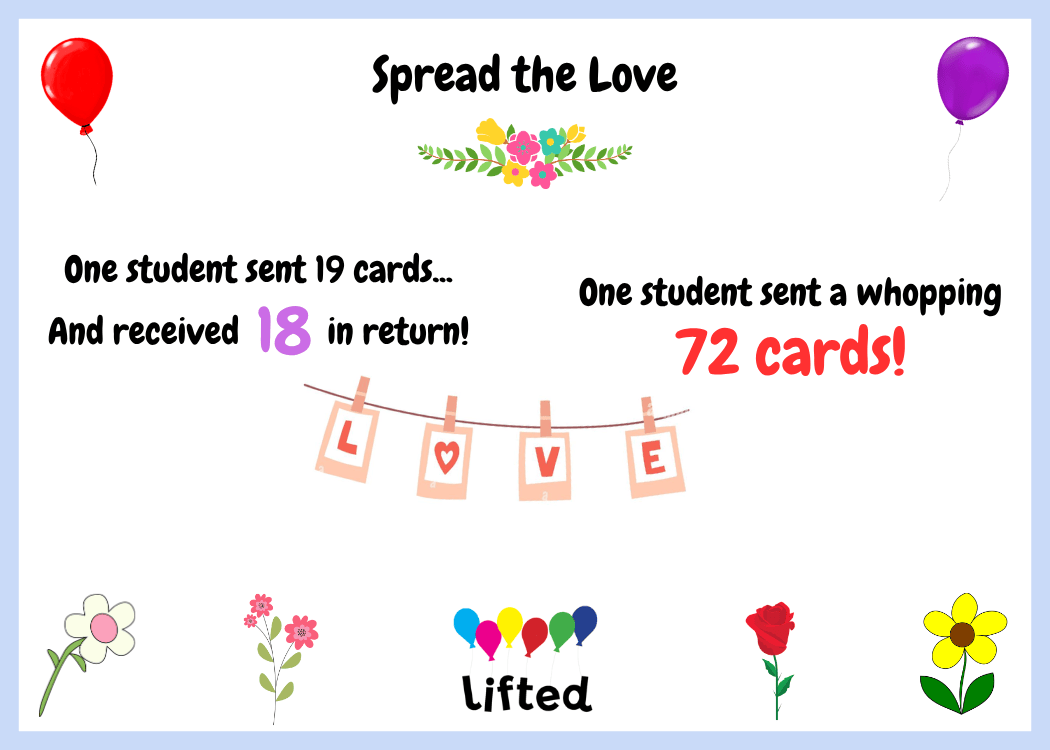 Spread the Love
One student sent 19 cards...
And received 18 in return!
One student sent a whopping
72 cards!
L O V E
lifted